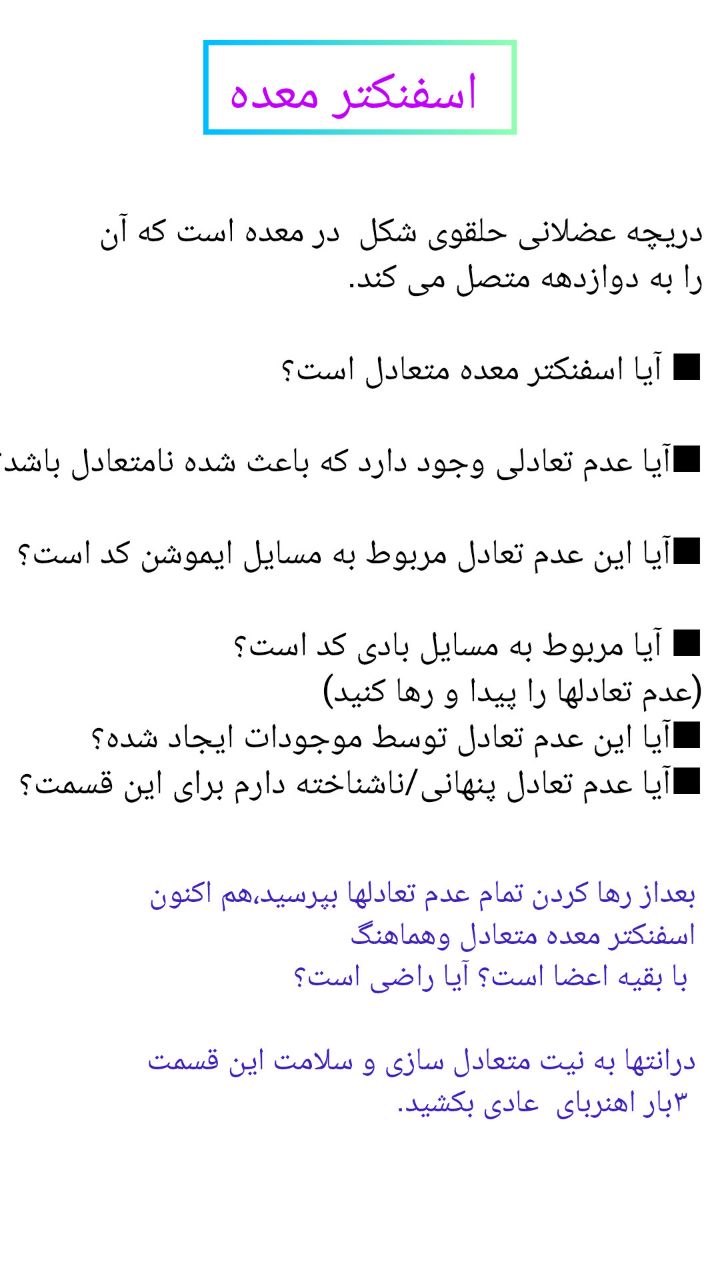 اسفنکتر معده
دریچه عضلانی حلقوی شکل در معده است که آن
را به دوازدهه متصل می کند.
■ آیا اسفنکتر معده متعادل است؟
■آیا عدم تعادلی وجود دارد که باعث شده نامتعادل باشد؟
■آیا این عدم تعادل مربوط به مسایل ایموشن کد است؟
■ آیا مربوط به مسایل بادی کد است؟
(عدم تعادلها را پیدا و رها کنید)
■آیا این عدم تعادل توسط موجودات ایجاد شده؟
■آیا عدم تعادل پنهانی/ناشناخته دارم برای این قسمت؟
بعداز رها کردن تمام عدم تعادلها بپرسید،هم اکنون
اسفنکتر معده متعادل وهماهنگ
با بقیه اعضا است؟ آیا راضی است؟
درانتها به نیت متعادل سازی و سلامت این قسمت
۳بار اهنربای عادی بکشید.